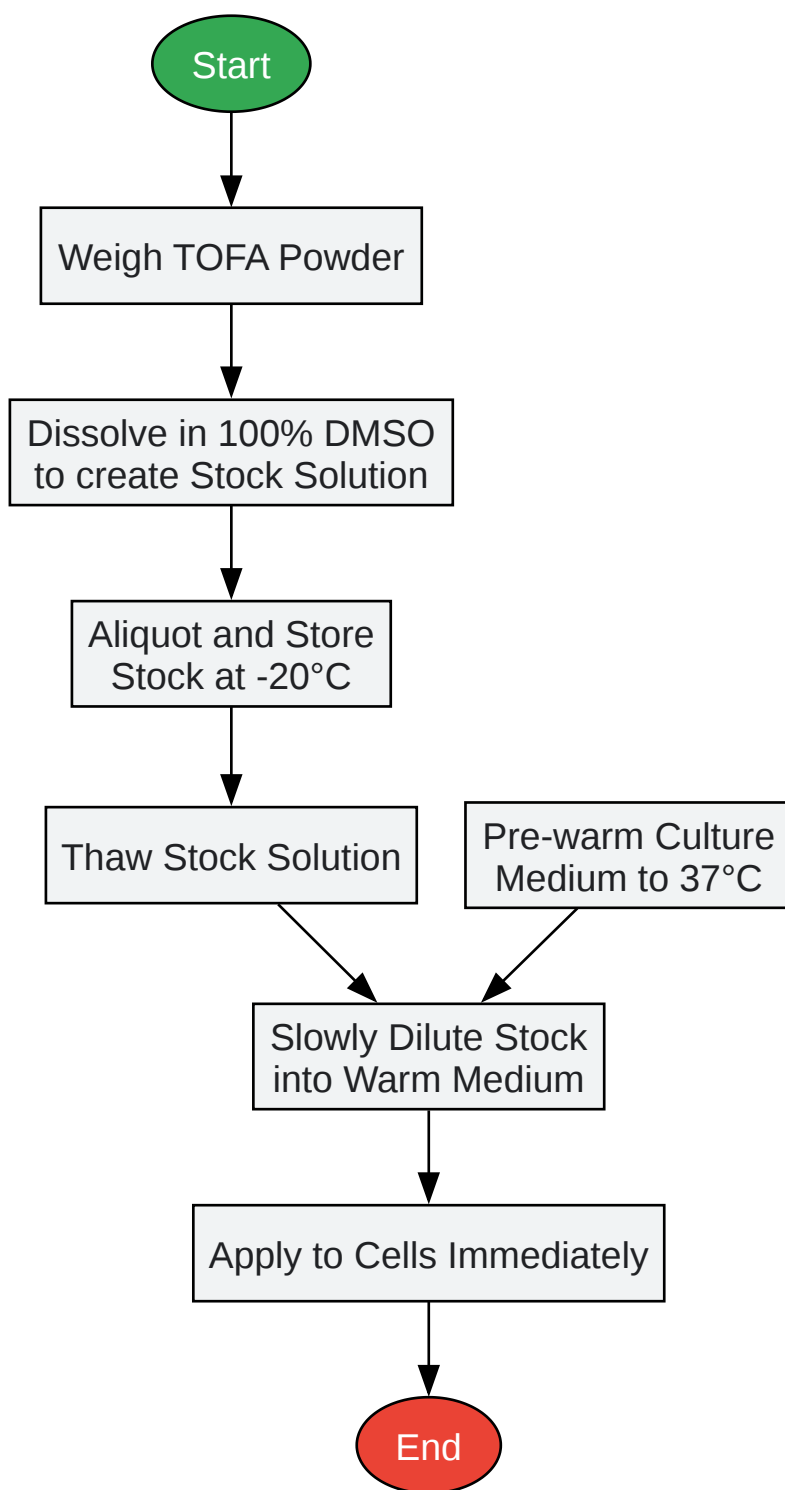 Start
Weigh TOFA Powder
Dissolve in 100% DMSO
to create Stock Solution
Aliquot and Store
Stock at -20°C
Thaw Stock Solution
Pre-warm Culture
Medium to 37°C
Slowly Dilute Stock
into Warm Medium
Apply to Cells Immediately
End